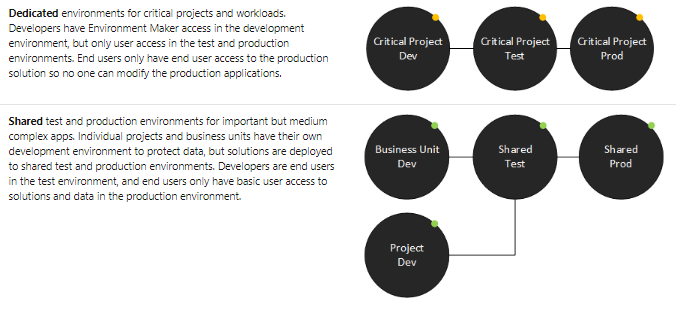 Dedicated environments for critical projects and workloads.
Developers have Environment Maker access in the development
environment, but only user access in the test and production
environments. End users only have end user access to the production
solution so no one can modify the production applications.
Critical Project
Dev
Critical Project
Test
Critical Project
Prod
Shared test and production environments for important but medium
complex apps. Individual projects and business units have their own
development environment to protect data, but solutions are deployed
to shared test and production environments. Developers are end users
in the test environment, and end users only have basic user access to
solutions and data in the production environment.
Business Unit
Dev
Shared
Test
Shared
Prod
Project
Dev